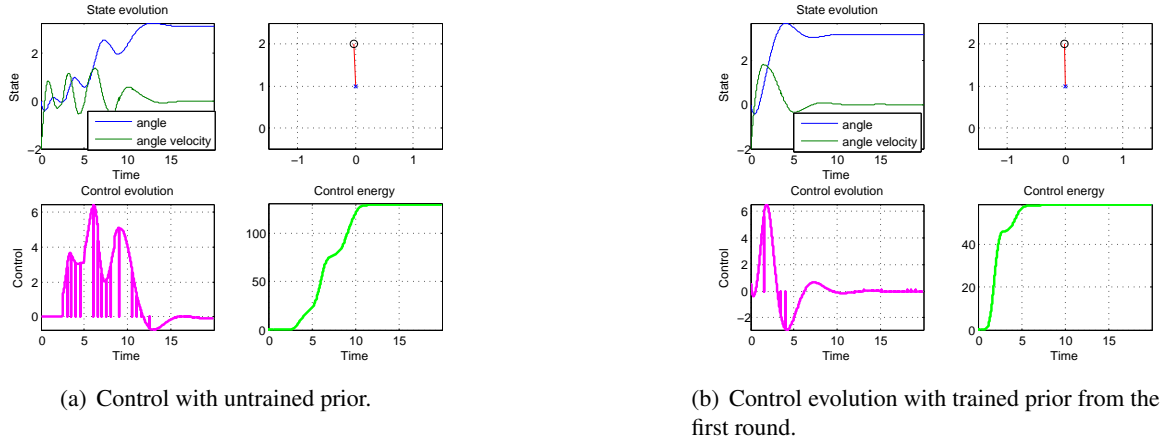 State evolution
State
2
0
−2
0
5
10
15
Time
angle
angle velocity
2
1
0
−1
0
1
Control evolution
Control
6
4
2
0
0
5
10
15
Time
Control energy
100
50
0
0
5
10
15
Time
(a) Control with untrained prior.
State evolution
State
2
0
−2
0
5
10
15
Time
angle
angle velocity
2
1
0
−1
0
1
Control evolution
Control
6
4
2
0
−2
0
5
10
15
Time
Control energy
40
20
0
0
5
10
15
Time
(b) Control evolution with trained prior from the
first round.